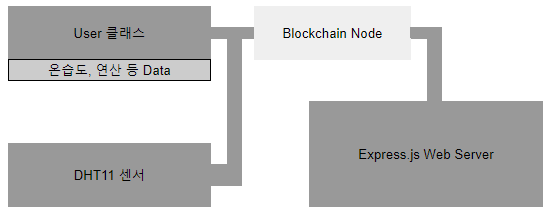 User 클래스
Blockchain Node
온습도, 연산 등 Data
Express.js Web Server
DHT11 센서